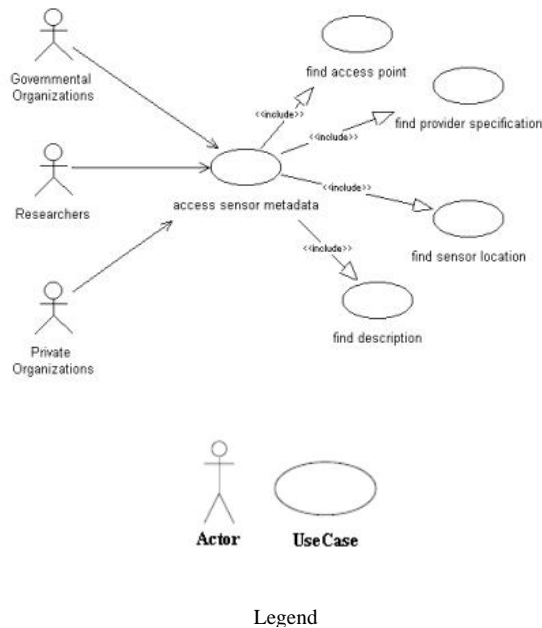 Governmental
Organizations
find access point
<<include>>
<<include>>
find provider specification
Researchers
access sensor metadata
<<include>>
<<include>>
find sensor location
find description
Private
Organizations
Actor
UseCase
Legend